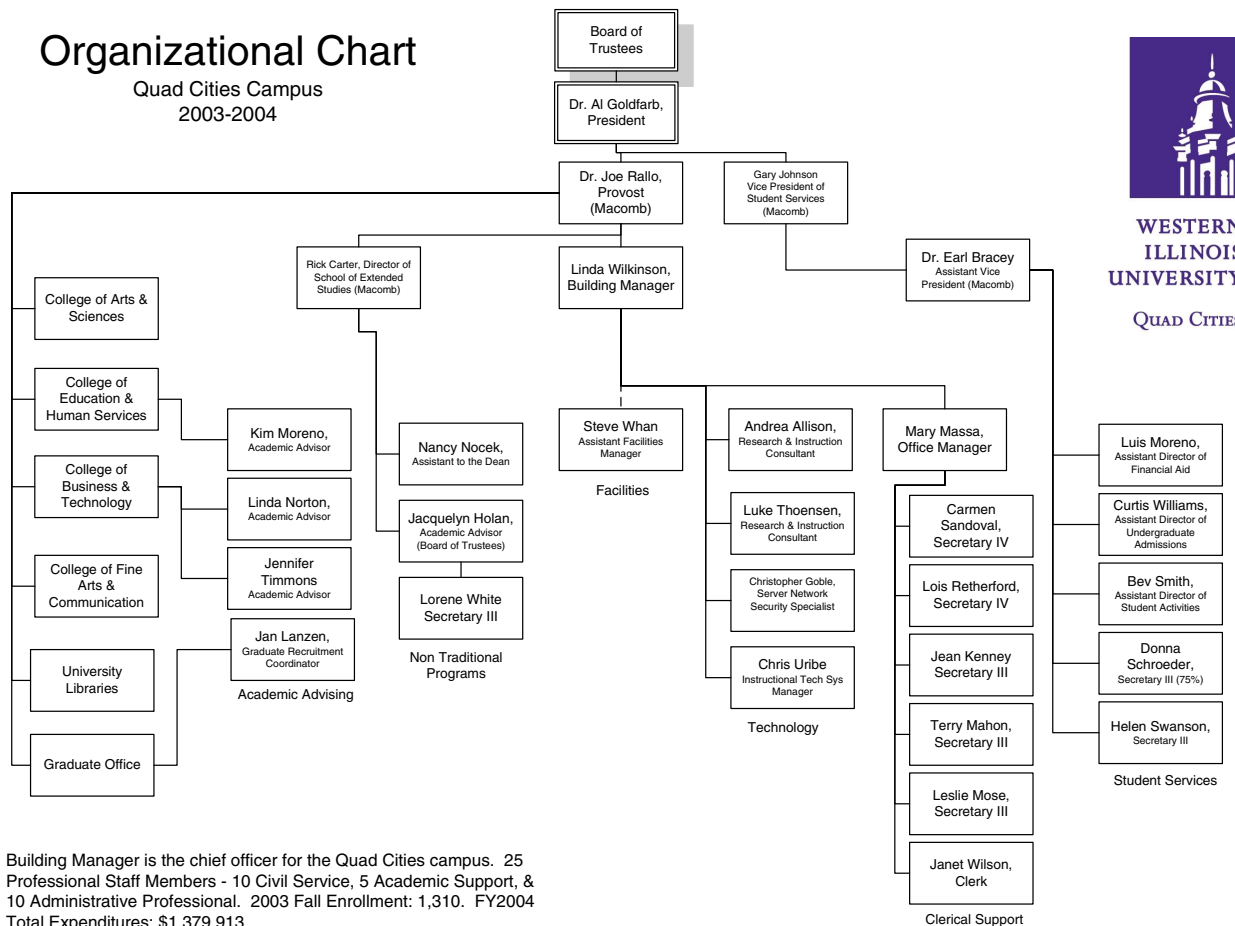 Organizational Chart
Quad Cities Campus
2003-2004
Board of
Trustees
Dr. Al Goldfarb,
President
Dr. Joe Rallo,
Provost
(Macomb)
Gary Johnson
Vice President of
Student Services
(Macomb)
WESTERN
ILLINOIS
UNIVERSITY
QUAD CITIES
Rick Carter, Director of
School of Extended
Studies (Macomb)
Linda Wilkinson,
Building Manager
Dr. Earl Bracey
Assistant Vice
President (Macomb)
College of Arts &
Sciences
College of
Education &
Human Services
College of
Business &
Technology
College of Fine
Arts &
Communication
University
Libraries
Graduate Office
Kim Moreno,
Academic Advisor
Linda Norton,
Academic Advisor
Jennifer
Timmons
Academic Advisor
Jan Lanzen,
Graduate Recruitment
Coordinator
Academic Advising
Nancy Nocek,
Assistant to the Dean
Jacquelyn Holan,
Academic Advisor
(Board of Trustees)
Lorene White
Secretary III
Non Traditional
Programs
Steve Whan
Assistant Facilities
Manager
Facilities
Andrea Allison,
Research & Instruction
Consultant
Luke Thoensen,
Research & Instruction
Consultant
Christopher Goble,
Server Network
Security Specialist
Chris Uribe
Instructional Tech Sys
Manager
Technology
Mary Massa,
Office Manager
Carmen
Sandoval,
Secretary IV
Lois Retherford,
Secretary IV
Jean Kenney
Secretary III
Terry Mahon,
Secretary III
Leslie Mose,
Secretary III
Janet Wilson,
Clerk
Clerical Support
Luis Moreno,
Assistant Director of
Financial Aid
Curtis Williams,
Assistant Director of
Undergraduate
Admissions
Bev Smith,
Assistant Director of
Student Activities
Donna
Schroeder,
Secretary III (75%)
Helen Swanson,
Secretary III
Student Services
Building Manager is the chief officer for the Quad Cities campus. 25
Professional Staff Members - 10 Civil Service, 5 Academic Support, &
10 Administrative Professional. 2003 Fall Enrollment: 1,310. FY2004
Total Expenditures: $1,379,913